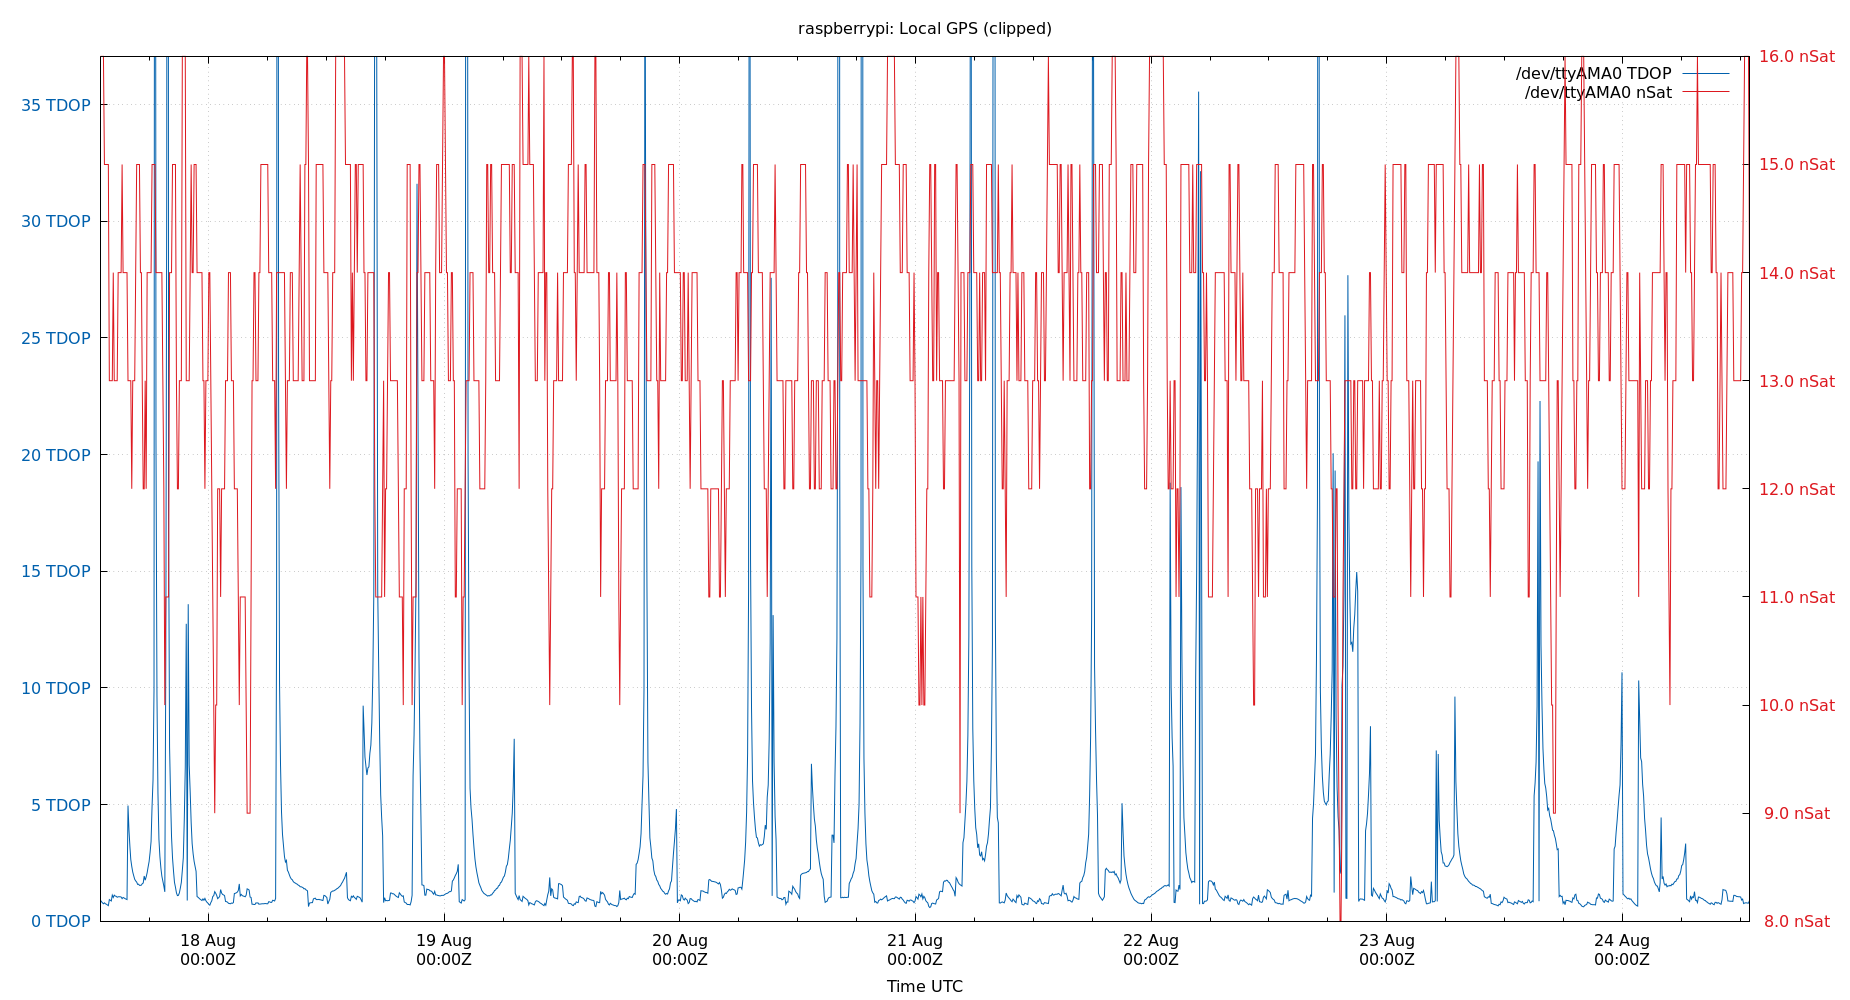 raspberrypi: Local GPS (clipped)
/dev/ttyAMA0 TDOP
/dev/ttyAMA0 nSat
35 TDOP
30 TDOP
25 TDOP
20 TDOP
15 TDOP
10 TDOP
5 TDOP
0 TDOP
16.0 nSat
15.0 nSat
14.0 nSat
13.0 nSat
12.0 nSat
11.0 nSat
10.0 nSat
9.0 nSat
8.0 nSat
18 Aug
00:00Z
19 Aug
00:00Z
20 Aug
00:00Z
21 Aug
00:00Z
22 Aug
00:00Z
23 Aug
00:00Z
24 Aug
00:00Z
Time UTC